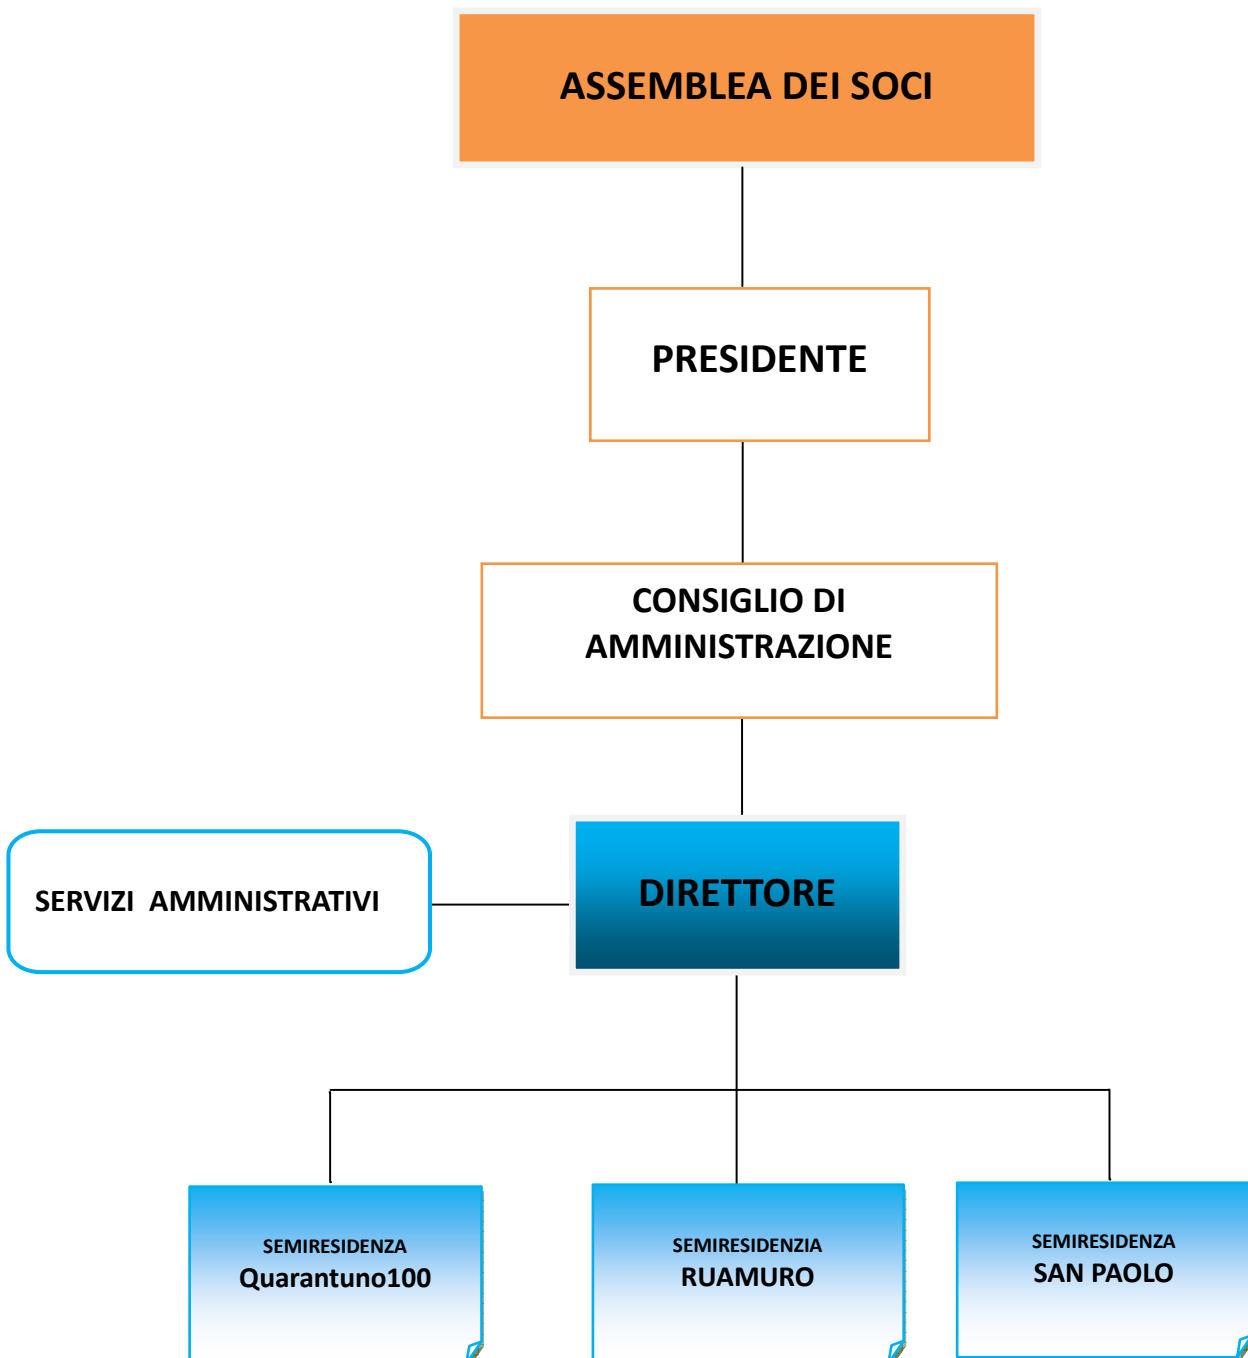 ASSEMBLEA DEI SOCI
PRESIDENTE
CONSIGLIO DI
AMMINISTRAZIONE
SERVIZI  AMMINISTRATIVI
DIRETTORE
SEMIRESIDENZA
Quarantuno100
SEMIRESIDENZIA
RUAMURO
SEMIRESIDENZA
SAN PAOLO